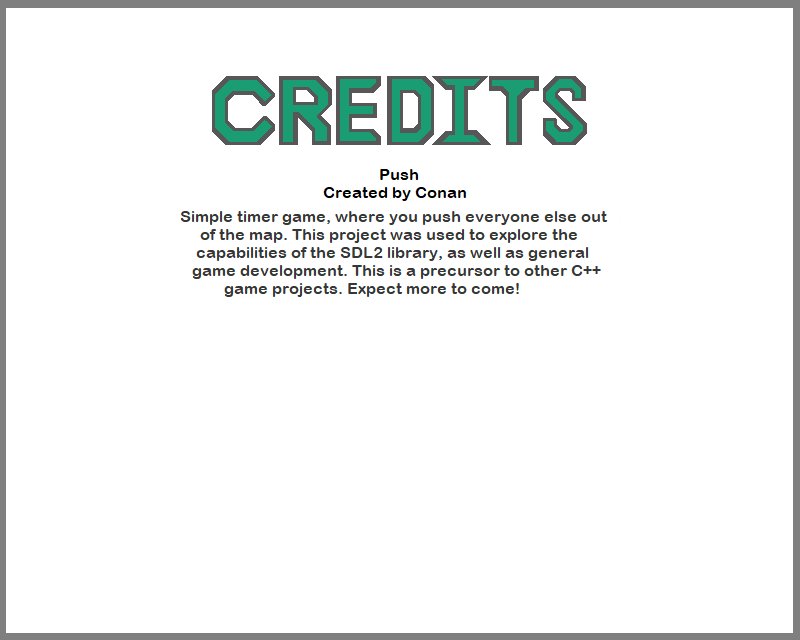 CREDITS
Push
Created by Conan
Simple timer game, where you push everyone else out
of the map. This project was used to explore the
capabilities of the SDL2 library, as well as general
game development. This is a precursor to other C++
game projects. Expect more to come!